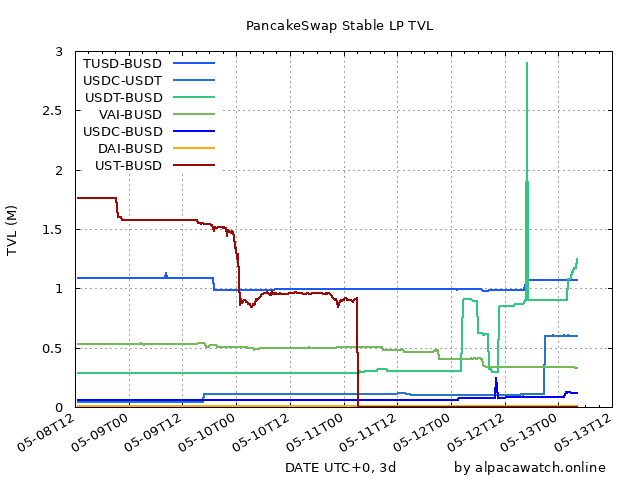 PancakeSwap Stable LP TVL
TVL (M)
3
2.5
2
1.5
1
0.5
0
TUSD-BUSD
USDC-USDT
USDT-BUSD
VAI-BUSD
USDC-BUSD
DAI-BUSD
UST-BUSD
05-08T12
05-09T00
05-09T12
05-10T00
05-10T12
05-11T00
05-11T12
05-12T00
05-12T12
05-13T00
05-13T12
DATE UTC+0, 3d
by alpacawatch.online